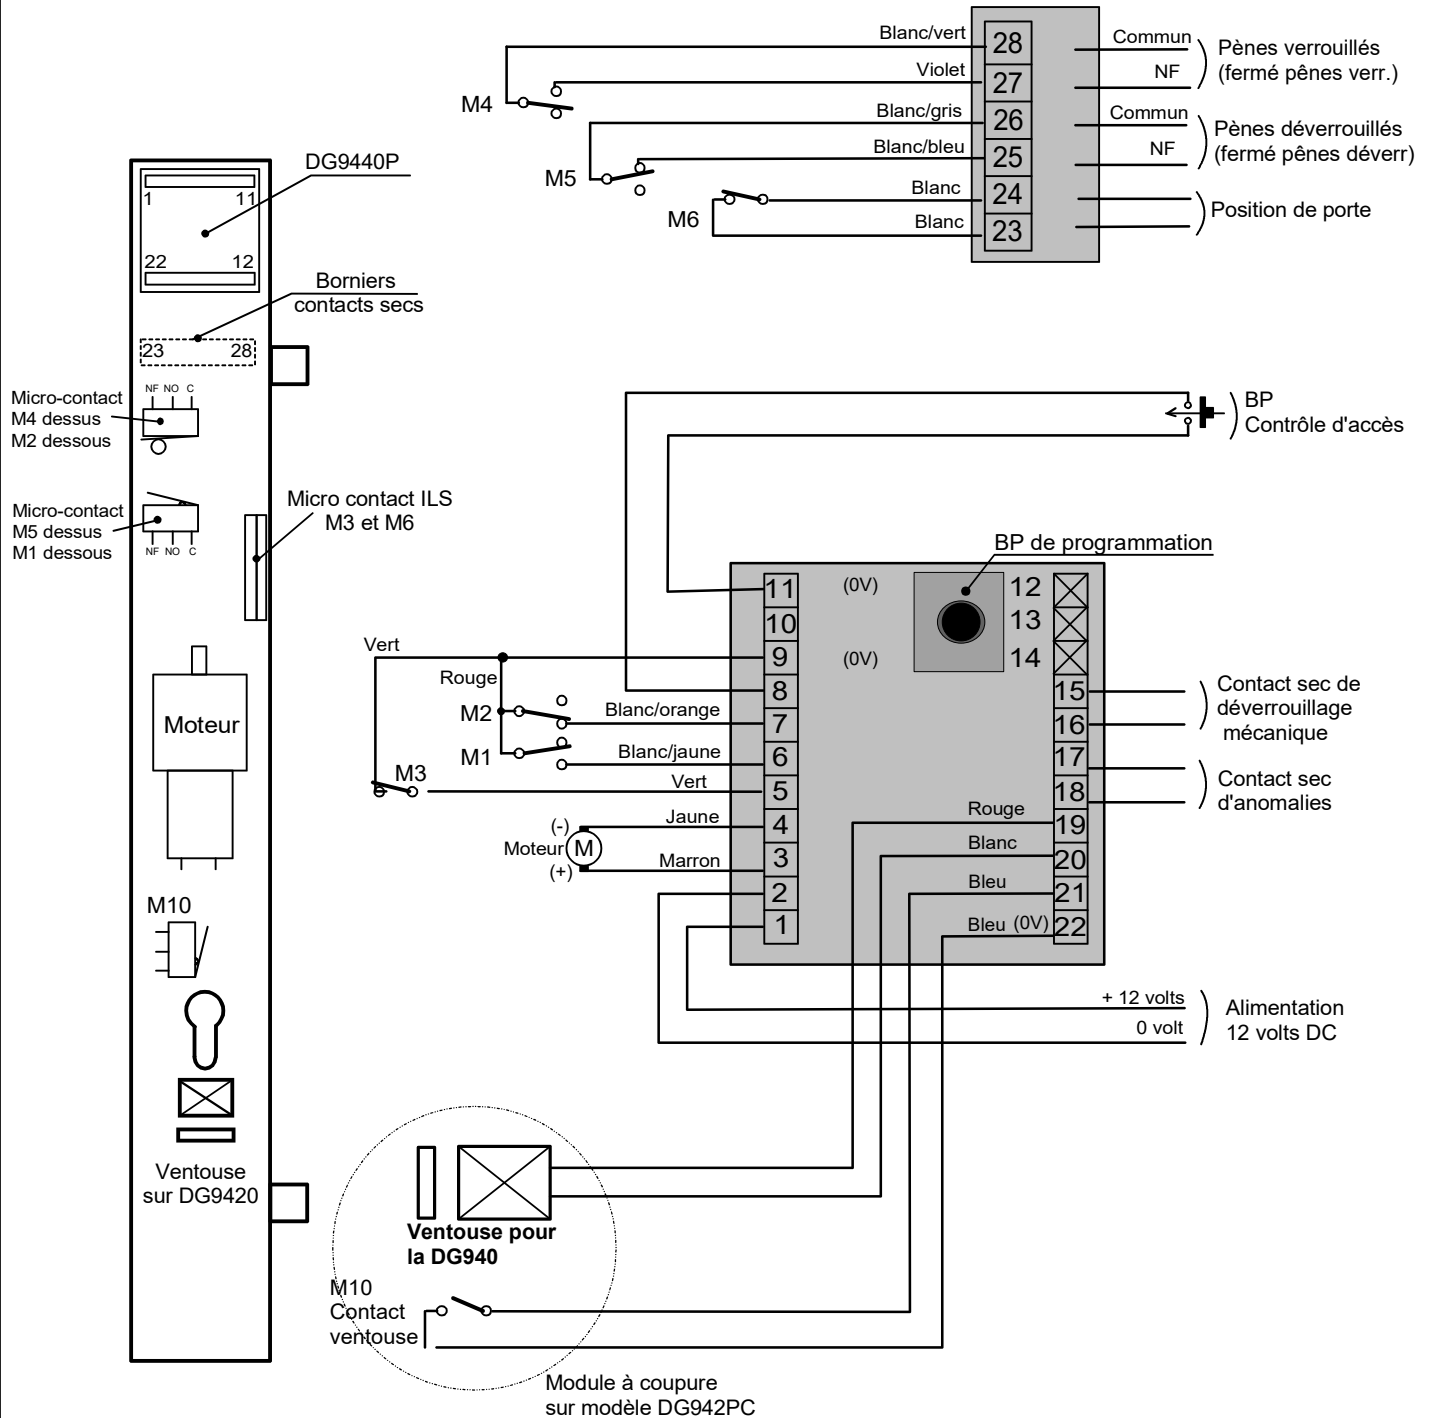 Blanc/vert
28
Commun
Pènes verrouillés
(fermé pênes verr.)
Violet
27
NF
M4
Blanc/gris
26
Commun
Pènes déverrouillés
(fermé pênes déverr)
Blanc/bleu
25
NF
M5
Blanc
24
Position de porte
M6
Blanc
23
DG9440P
1
11
22
12
Borniers
contacts secs
23
28
NF NO C
Micro-contact
M4 dessus
M2 dessous
Micro-contact
M5 dessus
M1 dessous
NF NO C
Micro contact ILS
M3 et M6
BP
Contrôle d'accès
BP de programmation
11
(0V)
12
10
13
Vert
9
(0V)
14
Rouge
8
15
Contact sec de
déverrouillage
mécanique
M2
Blanc/orange
7
16
M1
Blanc/jaune
6
17
Contact sec
d'anomalies
M3
Vert
5
18
Jaune
4
Rouge
19
(-)
Moteur
M
(+)
Marron
3
Blanc
20
2
Bleu
21
1
Bleu (0V)
22
Moteur
M10
+ 12 volts
0 volt
Alimentation
12 volts DC
Ventouse
sur DG9420
Ventouse pour
la DG940
M10
Contact
ventouse
Module à coupure
sur modèle DG942PC